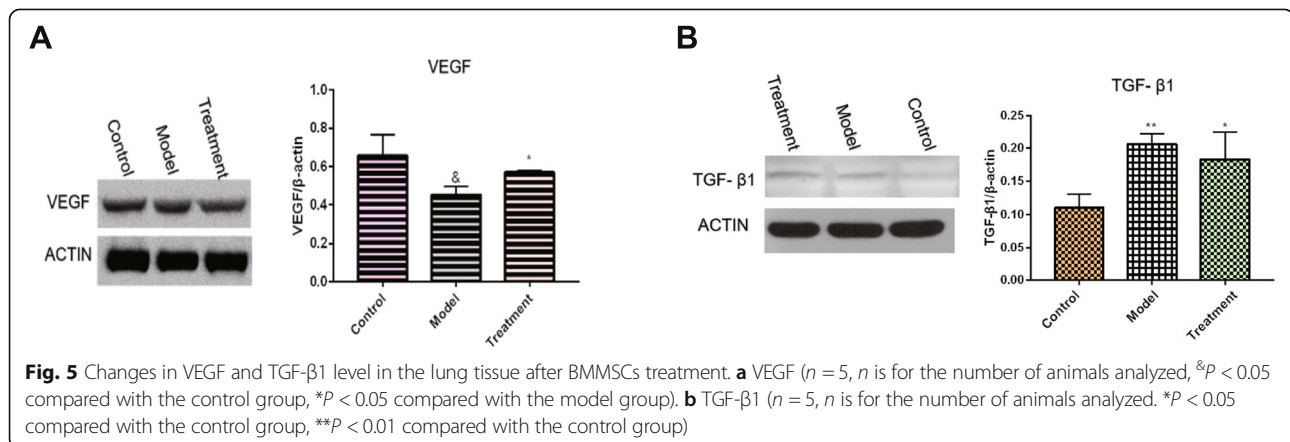 A
Control
Model
Treatment
VEGF
ACTIN
VEGF
VEGF/β-actin
1.0
0.8
0.6
0.4
0.2
0.0
&
*
Control
Model
Treatment
B
Treatment
Model
Control
TGF- β1
ACTIN
TGF- β1
TGF-β1/β-actin
0.25
0.20
0.15
0.10
0.05
0.00
**
*
Control
Model
Treatment
Fig. 5 Changes in VEGF and TGF-β1 level in the lung tissue after BMMSCs treatment. a VEGF (n = 5, n is for the number of animals analyzed, &P < 0.05
compared with the control group, *P < 0.05 compared with the model group). b TGF-β1 (n = 5, n is for the number of animals analyzed. *P < 0.05
compared with the control group, **P < 0.01 compared with the control group)